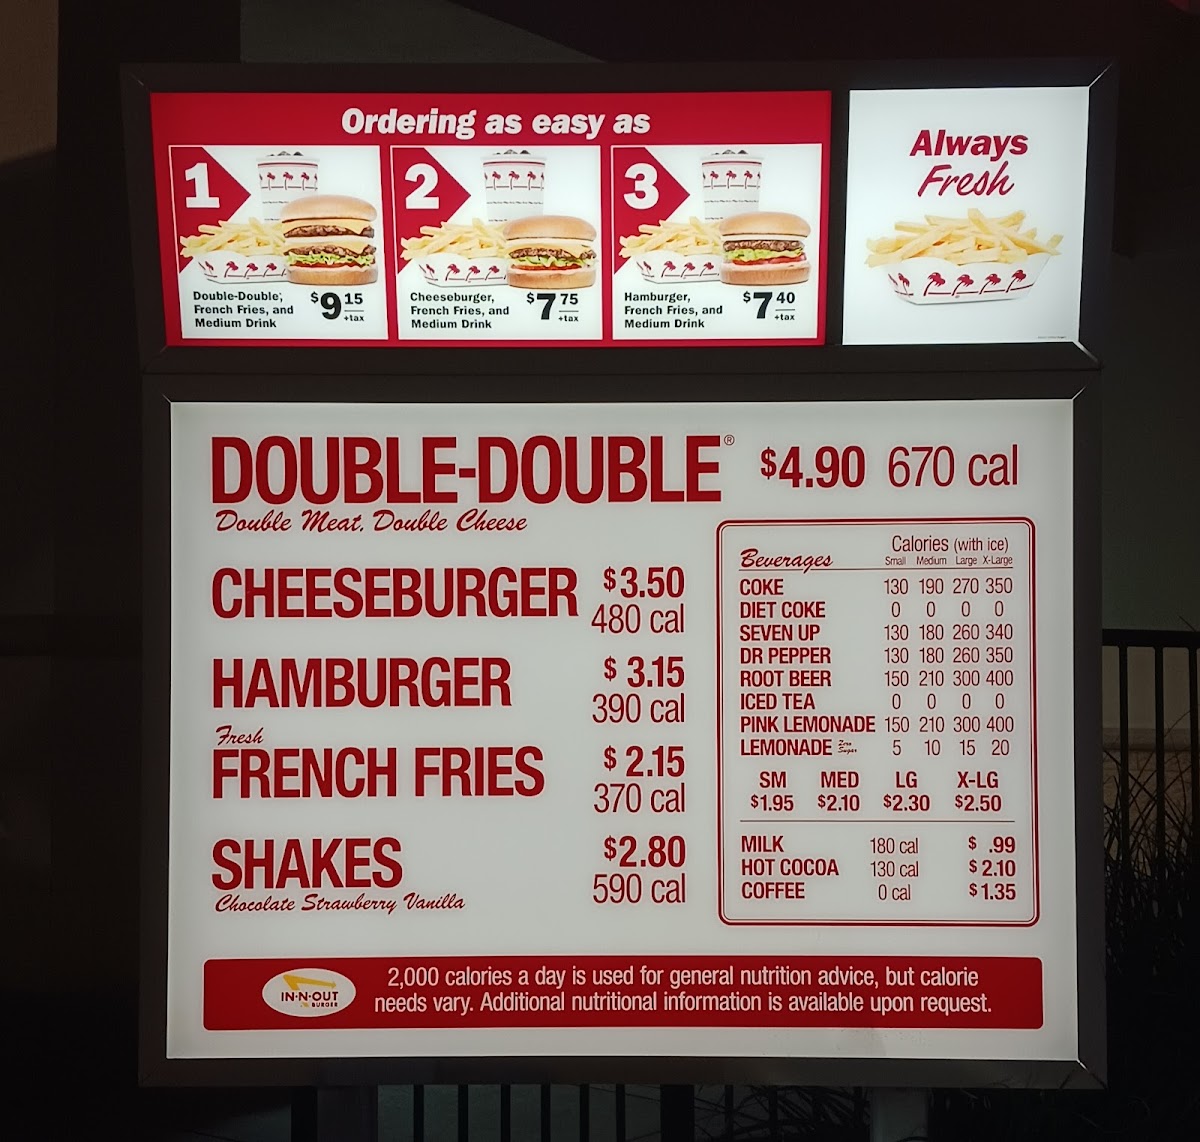 Ordering as easy as
1
Double-Double®,
French Fries, and
Medium Drink
$9 15
+tax
2
Cheeseburger,
French Fries, and
Medium Drink
$7 75
+tax
3
Hamburger,
French Fries, and
Medium Drink
$7 40
+tax
Always
Fresh
DOUBLE-DOUBLE® $4.90 670 cal
Double Meat. Double Cheese
CHEESEBURGER $3.50
480 cal
HAMBURGER $3.15
390 cal
Fresh
FRENCH FRIES $2.15
370 cal
SHAKES $2.80
590 cal
Chocolate Strawberry Vanilla
Calories (with ice)
Beverages Small Medium Large X-Large
COKE 130 190 270 350
DIET COKE 0 0 0 0
SEVEN UP 130 180 260 340
DR PEPPER 130 180 260 350
ROOT BEER 150 210 300 400
ICED TEA 0 0 0 0
PINK LEMONADE 150 210 300 400
LEMONADE Zero Sugar 5 10 15 20
SM MED LG X-LG
$1.95 $2.10 $2.30 $2.50
MILK 180 cal $ .99
HOT COCOA 130 cal $2.10
COFFEE 0 cal $1.35
IN-N-OUT
BURGER
2,000 calories a day is used for general nutrition advice, but calorie
needs vary. Additional nutritional information is available upon request.